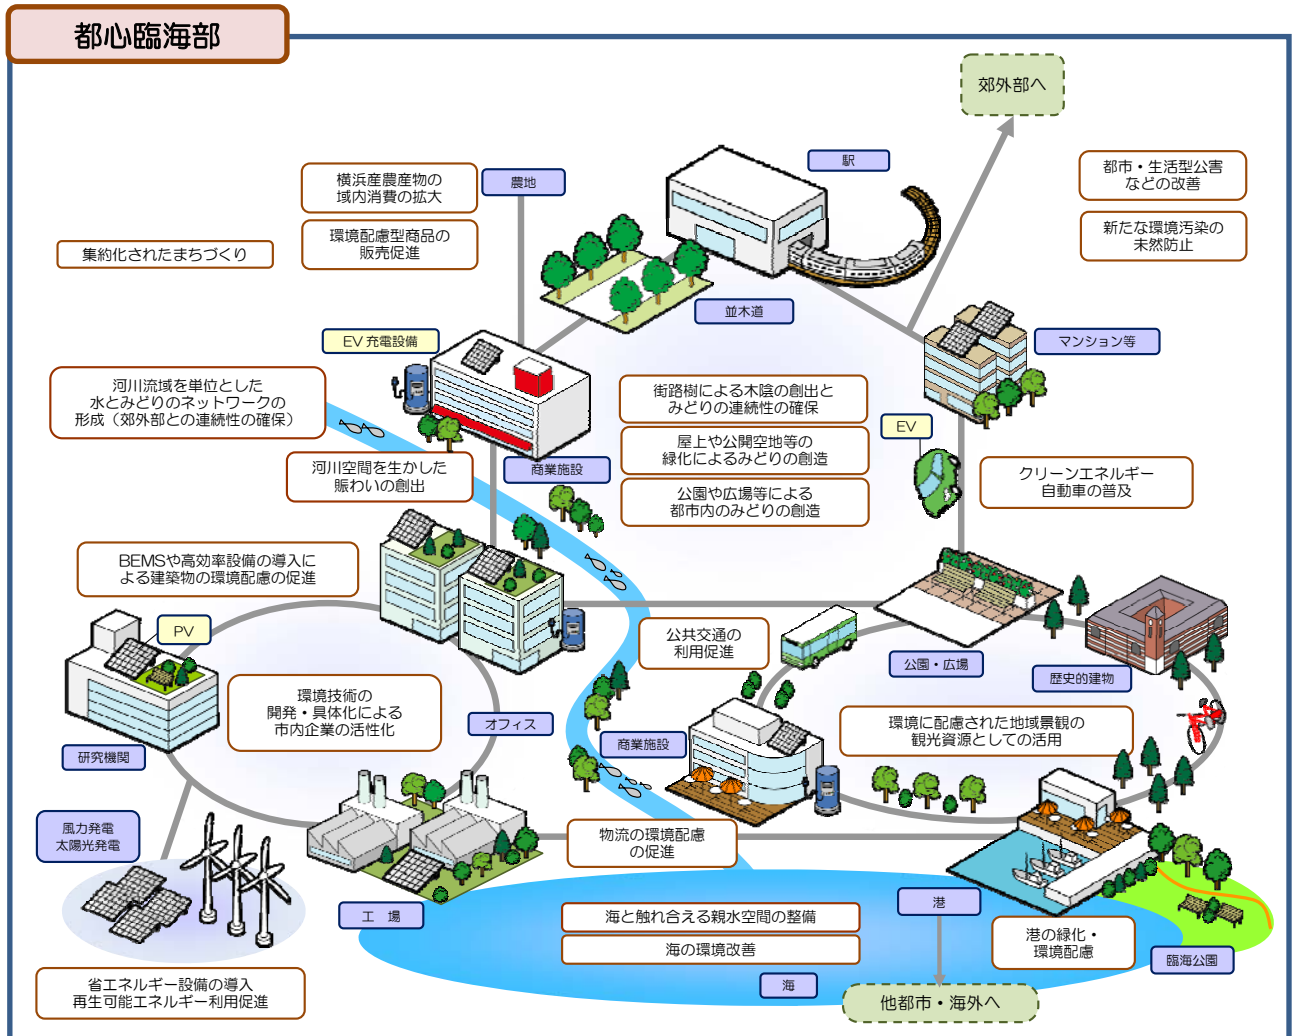 都心臨海部
郊外部へ
駅
都市・生活型公害
などの改善
横浜産農産物の
域内消費の拡大
農地
新たな環境汚染の
未然防止
環境配慮型商品の
販売促進
集約化されたまちづくり
並木道
EV 充電設備
マンション等
河川流域を単位とした
水とみどりのネットワークの
形成（郊外部との連続性の確保）
街路樹による木陰の創出と
みどりの連続性の確保
EV
屋上や公開空地等の
緑化によるみどりの創造
河川空間を生かした
賑わいの創出
商業施設
クリーンエネルギー
自動車の普及
公園や広場等による
都市内のみどりの創造
BEMSや高効率設備の導入に
よる建築物の環境配慮の促進
PV
公共交通の
利用促進
公園・広場
歴史的建物
環境技術の
開発・具体化による
市内企業の活性化
オフィス
商業施設
環境に配慮された地域景観の
観光資源としての活用
研究機関
風力発電
太陽光発電
物流の環境配慮
の促進
工　場
海と触れ合える親水空間の整備
港
海の環境改善
港の緑化・
環境配慮
臨海公園
省エネルギー設備の導入
再生可能エネルギー利用促進
海
他都市・海外へ